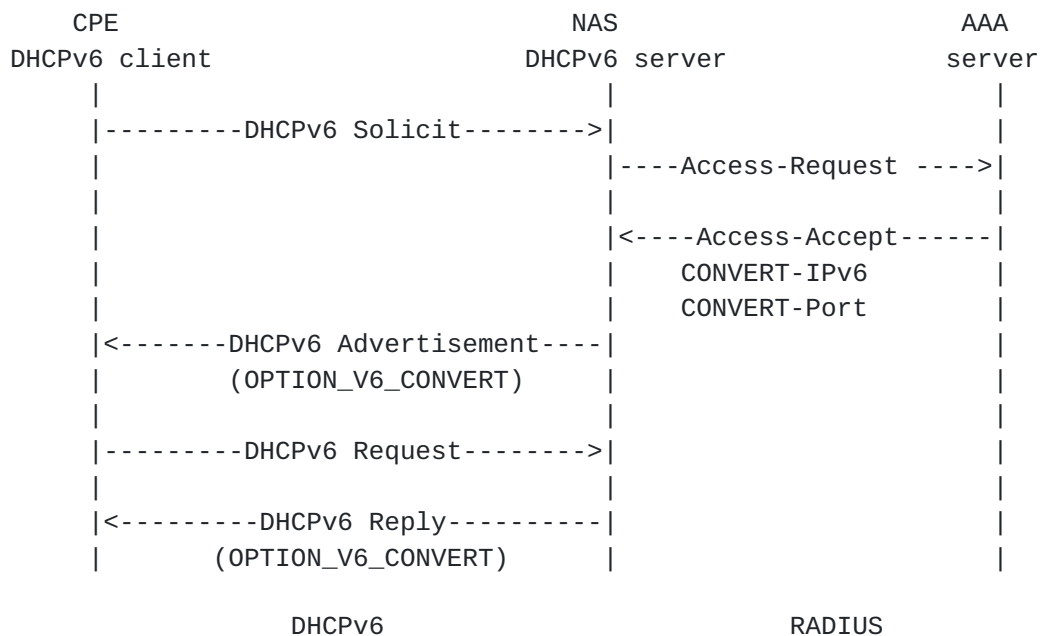 CPE NAS AAA
DHCPv6 client DHCPv6 server server
| | |
|---------DHCPv6 Solicit-------->| |
| |----Access-Request ---->|
| | |
| |<----Access-Accept------|
| | CONVERT-IPv6 |
| | CONVERT-Port |
|<-------DHCPv6 Advertisement----| |
| (OPTION_V6_CONVERT) | |
| | |
|---------DHCPv6 Request-------->| |
| | |
|<---------DHCPv6 Reply----------| |
| (OPTION_V6_CONVERT) | |
DHCPv6 RADIUS